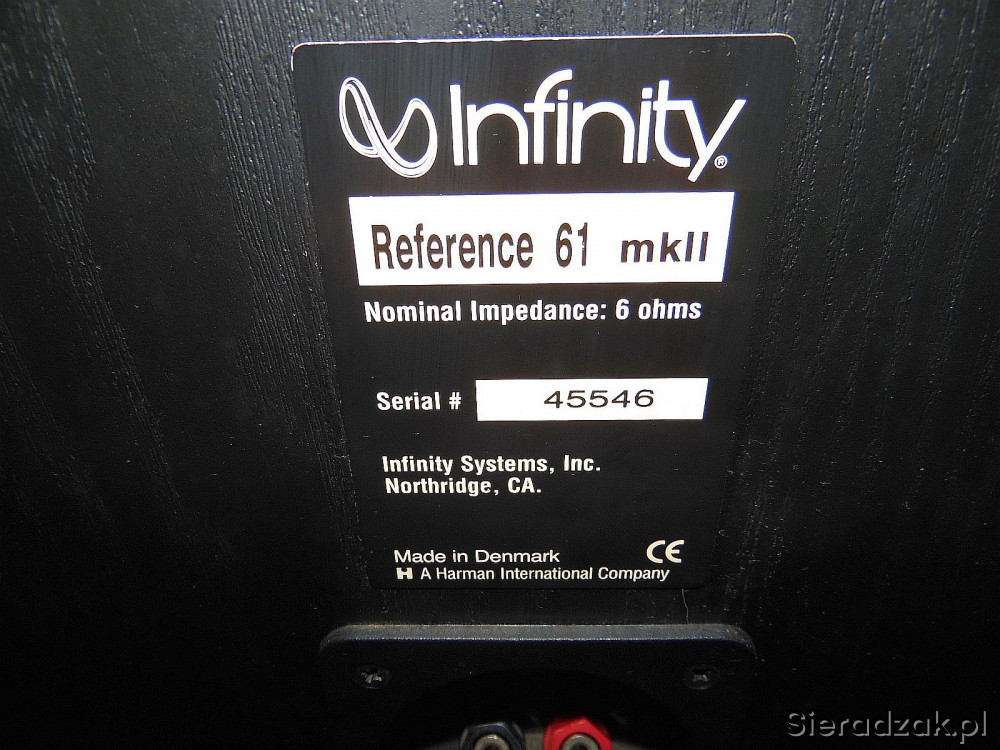 Infinity®
Reference 61 mkII
Nominal Impedance: 6 ohms
Serial # 45546
Infinity Systems, Inc.
Northridge, CA.
Made in Denmark CE
H A Harman International Company
Sieradzak.pl